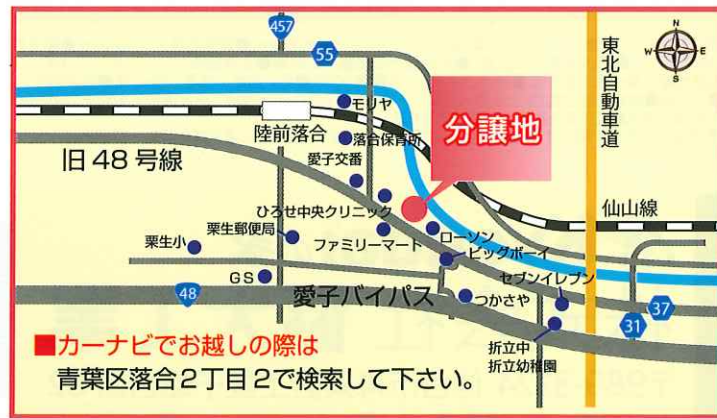 457
N
W E
S
55
東北自動車道
モリヤ
分譲地
陸前落合
落合保育所
旧48号線
愛子交番
仙山線
ひろせ中央クリニック
栗生郵便局
ローソン
栗生小
ファミリーマート
ビッグボーイ
GS
セブンイレブン
48
愛子バイパス
つかさや
37
31
折立中
折立幼稚園
■カーナビでお越しの際は
青葉区落合2丁目2で検索して下さい。